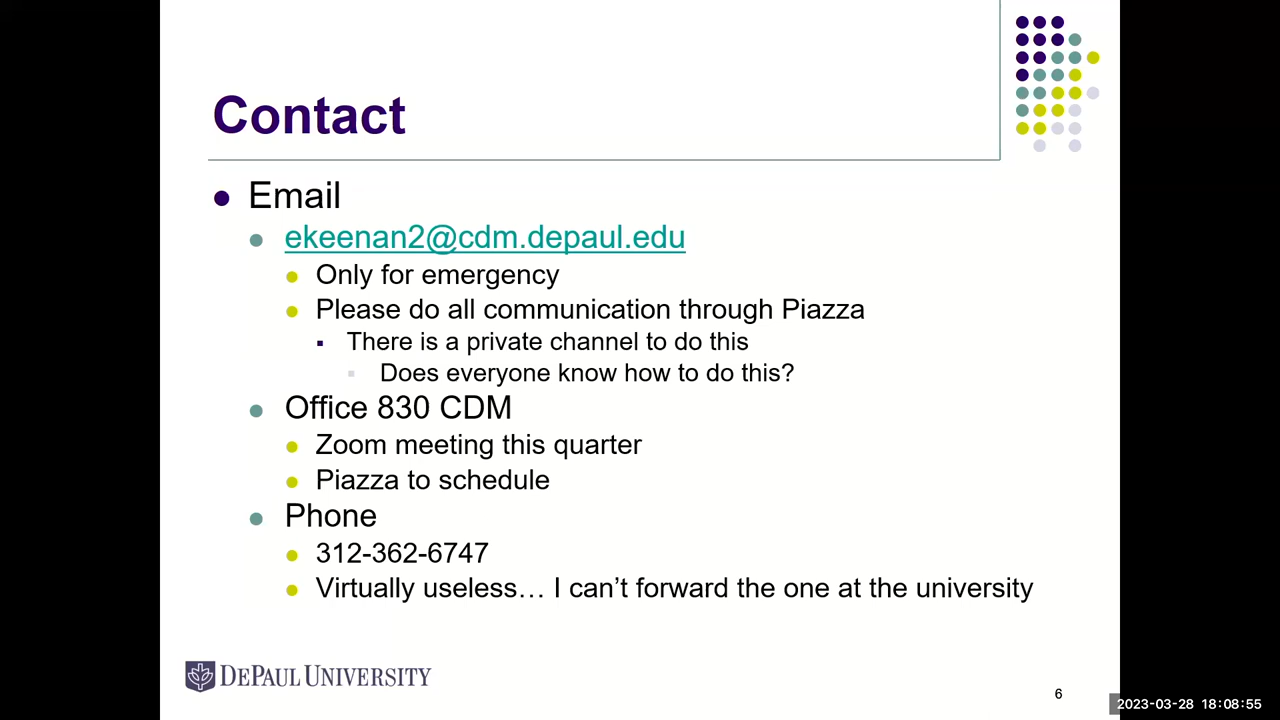 Contact
Email
ekeenan2@cdm.depaul.edu
Only for emergency
Please do all communication through Piazza
There is a private channel to do this
Does everyone know how to do this?
Office 830 CDM
Zoom meeting this quarter
Piazza to schedule
Phone
312-362-6747
Virtually useless… I can’t forward the one at the university
DEPAUL UNIVERSITY
6
2023-03-28 18:08:55